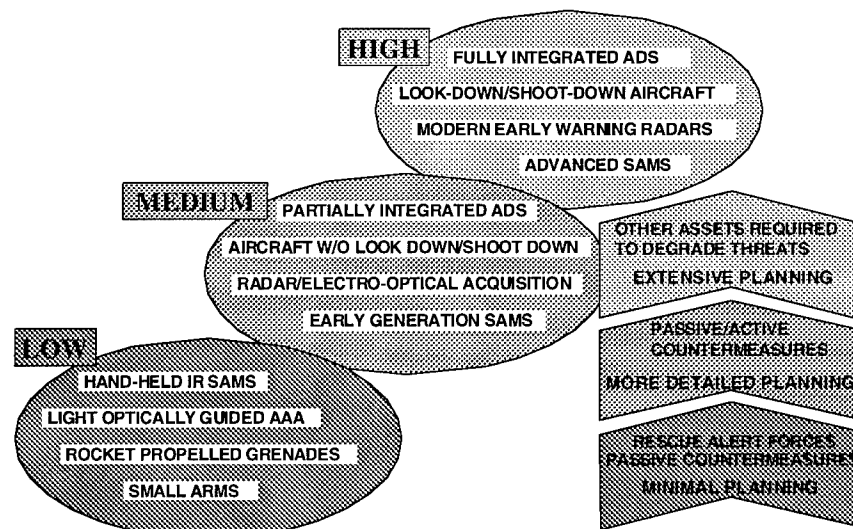 HIGH
FULLY INTEGRATED ADS
LOOK-DOWN/SHOOT-DOWN AIRCRAFT
MODERN EARLY WARNING RADARS
ADVANCED SAMS
MEDIUM
PARTIALLY INTEGRATED ADS
AIRCRAFT W/O LOOK DOWN/SHOOT DOWN
RADAR/ELECTRO-OPTICAL ACQUISITION
EARLY GENERATION SAMS
LOW
HAND-HELD IR SAMS
LIGHT OPTICALLY GUIDED AAA
ROCKET PROPELLED GRENADES
SMALL ARMS
OTHER ASSETS REQUIRED
TO DEGRADE THREATS
EXTENSIVE PLANNING
PASSIVE/ACTIVE
COUNTERMEASURES
MORE DETAILED PLANNING
RESCUE ALERT FORCES
PASSIVE COUNTERMEASURES
MINIMAL PLANNING